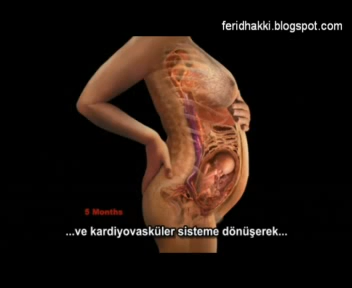 feridhakki.blogspot.com
5 Months
...ve kardiyovasküler sisteme dönüşerek...